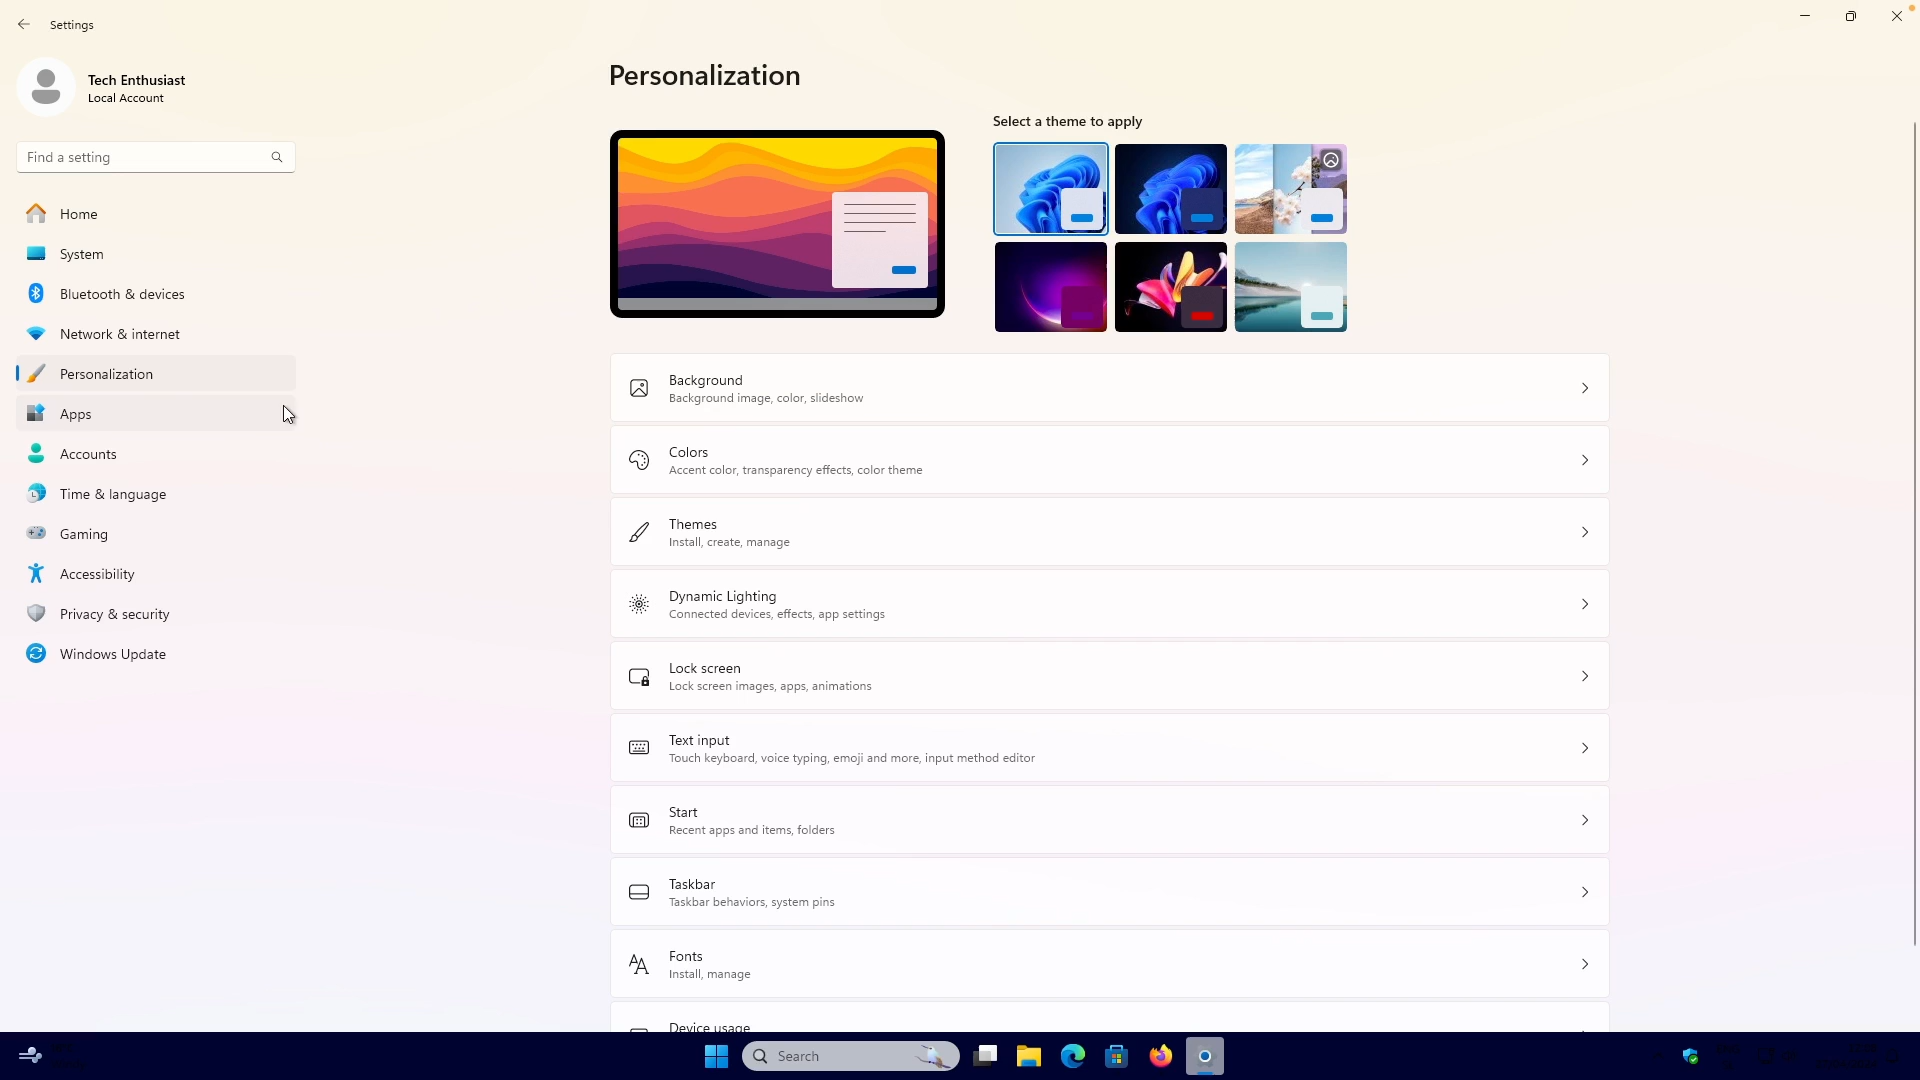 Settings
Tech Enthusiast
Local Account
Find a setting
Home
System
Bluetooth & devices
Network & internet
Personalization
Apps
Accounts
Time & language
Gaming
Accessibility
Privacy & security
Windows Update
Personalization
Select a theme to apply
Background
Background image, color, slideshow
Colors
Accent color, transparency effects, color theme
Themes
Install, create, manage
Dynamic Lighting
Connected devices, effects, app settings
Lock screen
Lock screen images, apps, animations
Text input
Touch keyboard, voice typing, emoji and more, input method editor
Start
Recent apps and items, folders
Taskbar
Taskbar behaviors, system pins
Fonts
Install, manage
Device usage
Search